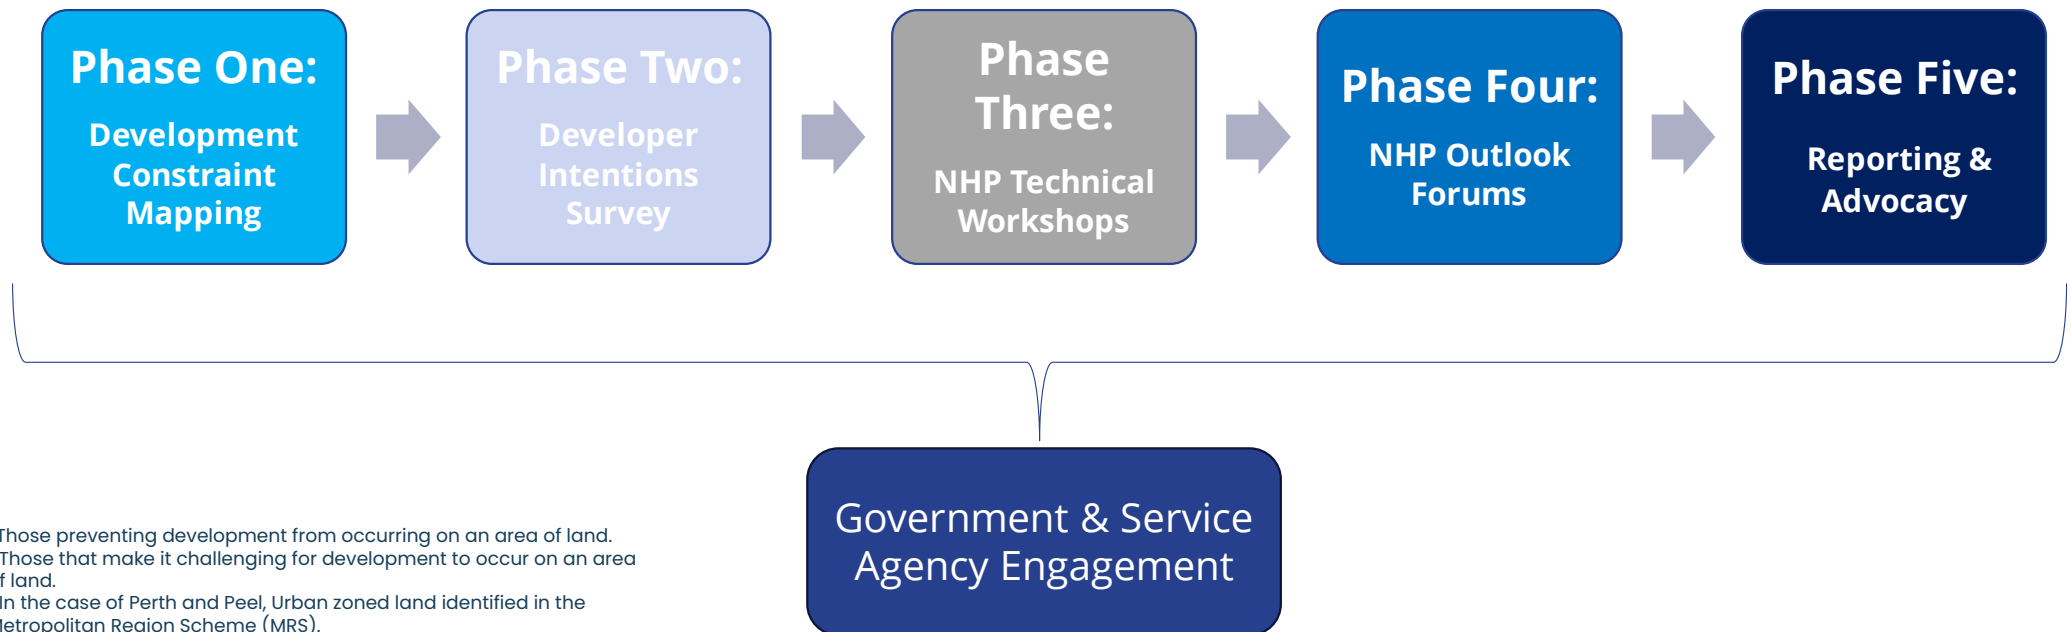 Phase One:
Development
Constraint
Mapping
Phase Two:
Developer
Intentions
Survey
Phase
Three:
NHP Technical
Workshops
Phase Four:
NHP Outlook
Forums
Phase Five:
Reporting &
Advocacy
Government & Service
Agency Engagement
Those preventing development from occurring on an area of land.
Those that make it challenging for development to occur on an area
f land.
In the case of Perth and Peel, Urban zoned land identified in the
Metropolitan Region Scheme (MRS).